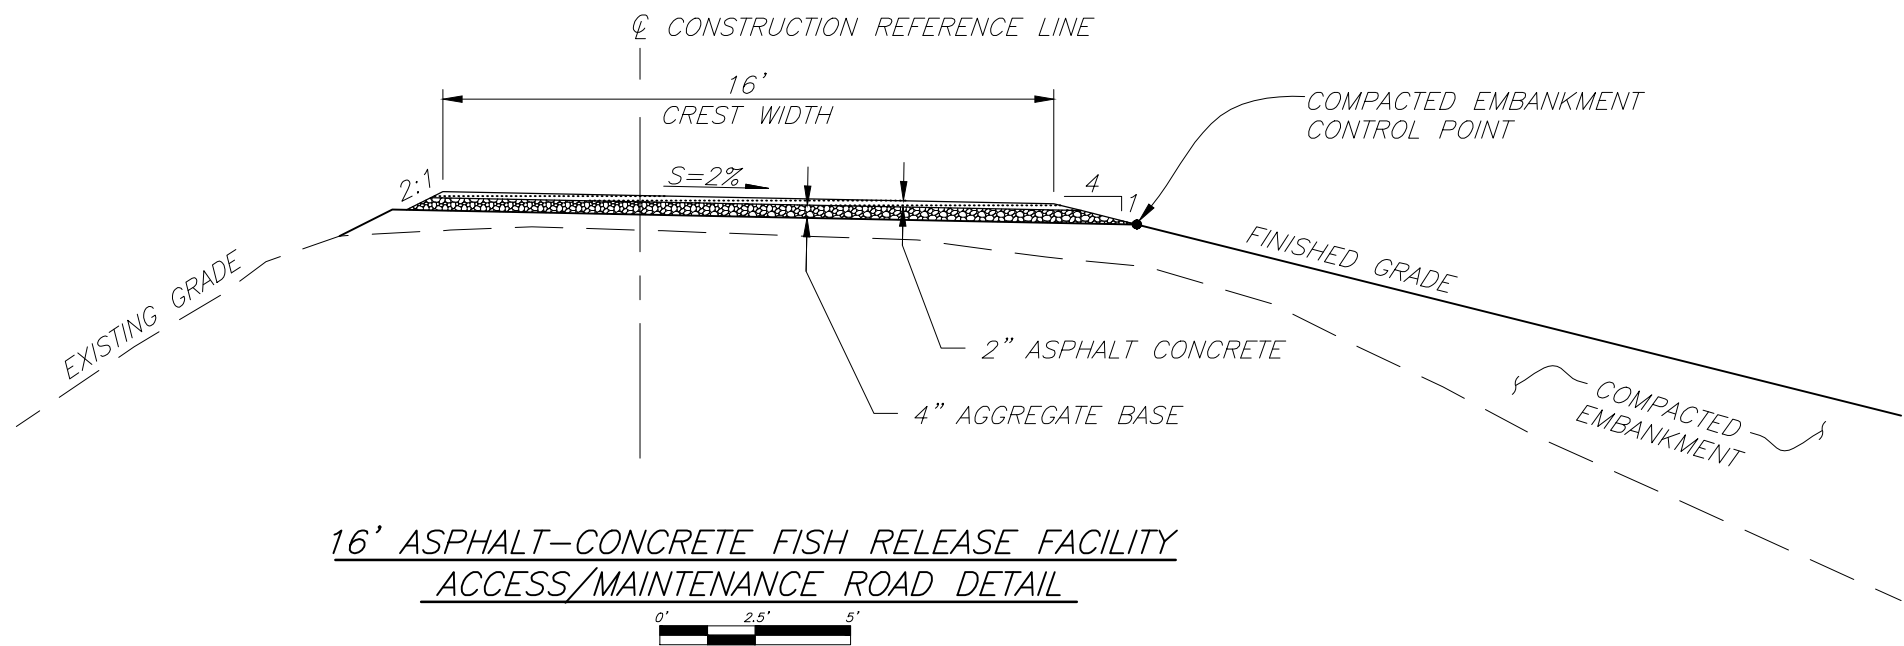 ℄ CONSTRUCTION REFERENCE LINE
16'
CREST WIDTH
COMPACTED EMBANKMENT
CONTROL POINT
2:1
S=2%
4
1
FINISHED GRADE
EXISTING GRADE
2" ASPHALT CONCRETE
4" AGGREGATE BASE
COMPACTED
EMBANKMENT
16' ASPHALT-CONCRETE FISH RELEASE FACILITY
ACCESS/MAINTENANCE ROAD DETAIL
0' 2.5' 5'